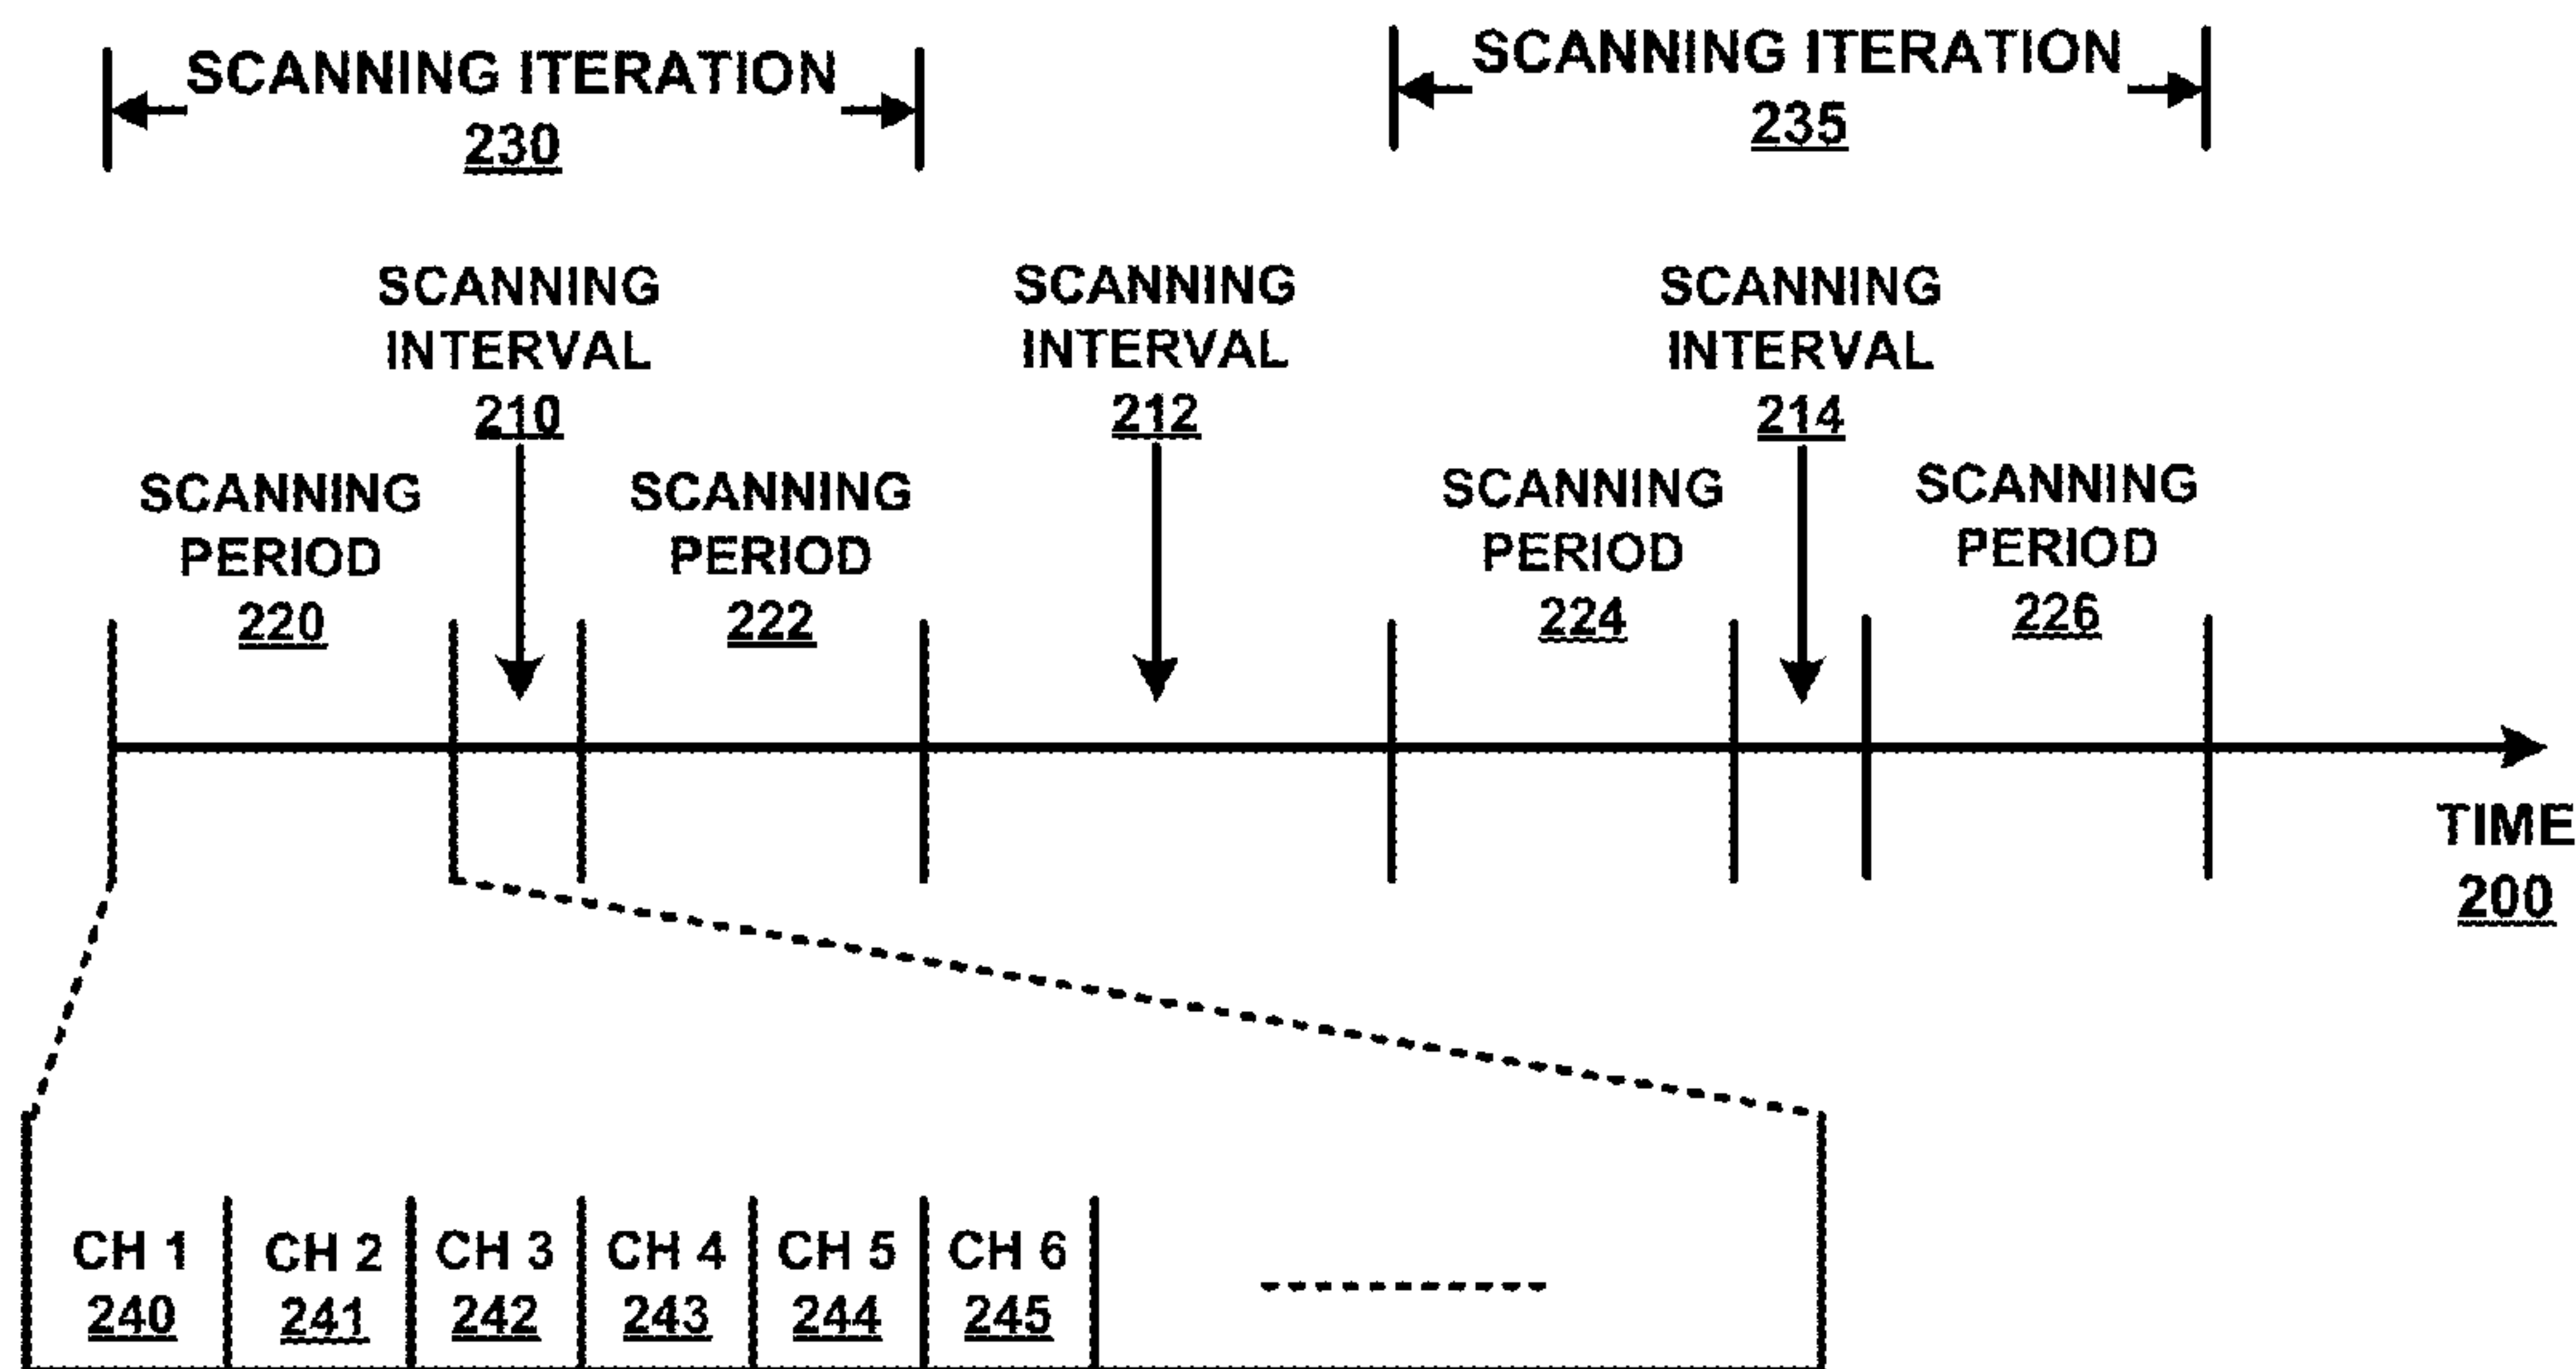 SCANNING ITERATION
230
SCANNING ITERATION
235
SCANNING
INTERVAL
210
SCANNING
INTERVAL
212
SCANNING
INTERVAL
214
SCANNING
PERIOD
220
SCANNING
PERIOD
222
SCANNING
PERIOD
224
SCANNING
PERIOD
226
TIME
200
CH 1
240
CH 2
241
CH 3
242
CH 4
243
CH 5
244
CH 6
245